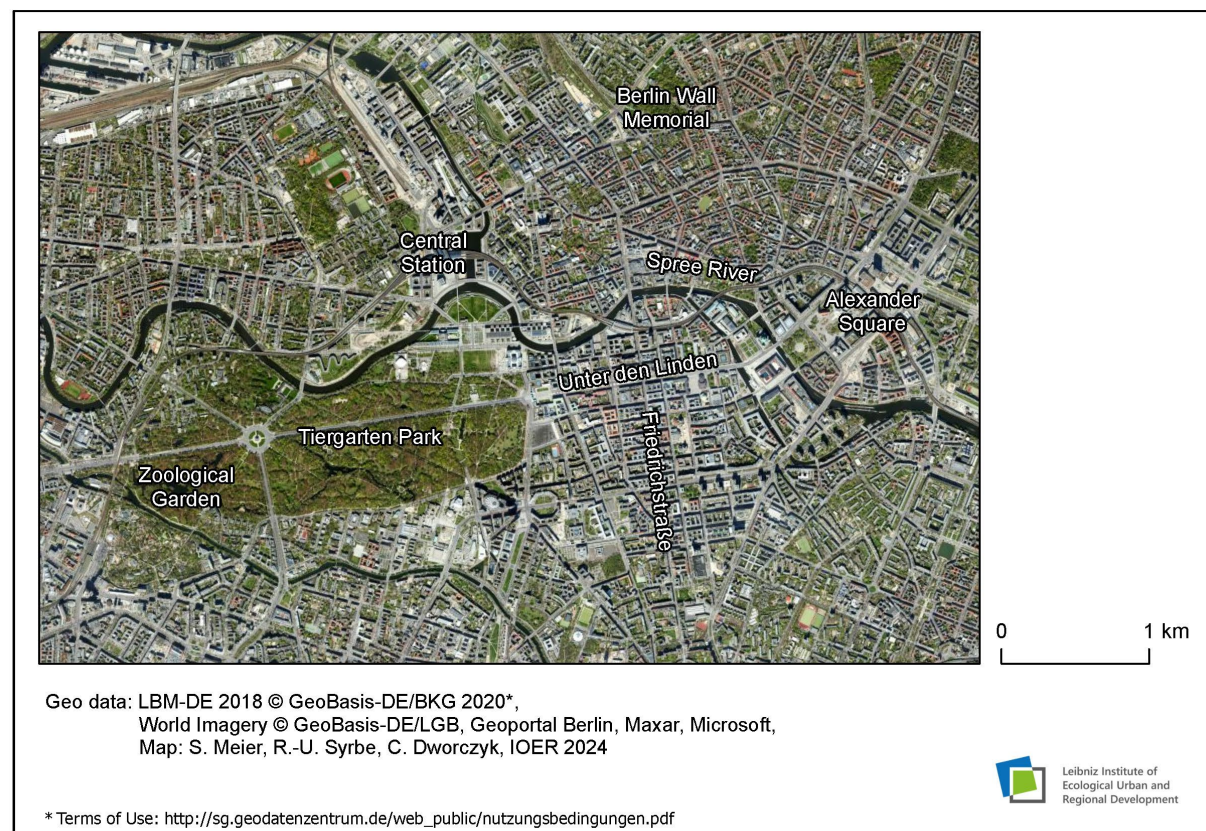 Berlin Wall
Memorial
Central
Station
Spree River
Alexander
Square
Unter den Linden
Friedrichstraße
Tiergarten Park
Zoological
Garden
0 1 km
Geo data: LBM-DE 2018 © GeoBasis-DE/BKG 2020*,
World Imagery © GeoBasis-DE/LGB, Geoportal Berlin, Maxar, Microsoft,
Map: S. Meier, R.-U. Syrbe, C. Dworczyk, IOER 2024
Leibniz Institute of
Ecological Urban and
Regional Development
* Terms of Use: http://sg.geodatenzentrum.de/web_public/nutzungsbedingungen.pdf